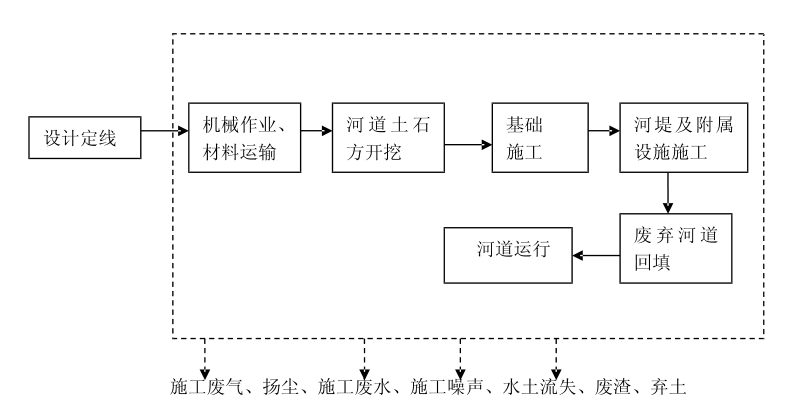 设计定线
机械作业、
材料运输
河道土石
方开挖
基础
施工
河堤及附属
设施施工
废弃河道
回填
河道运行
施工废气、扬尘、施工废水、施工噪声、水土流失、废渣、弃土